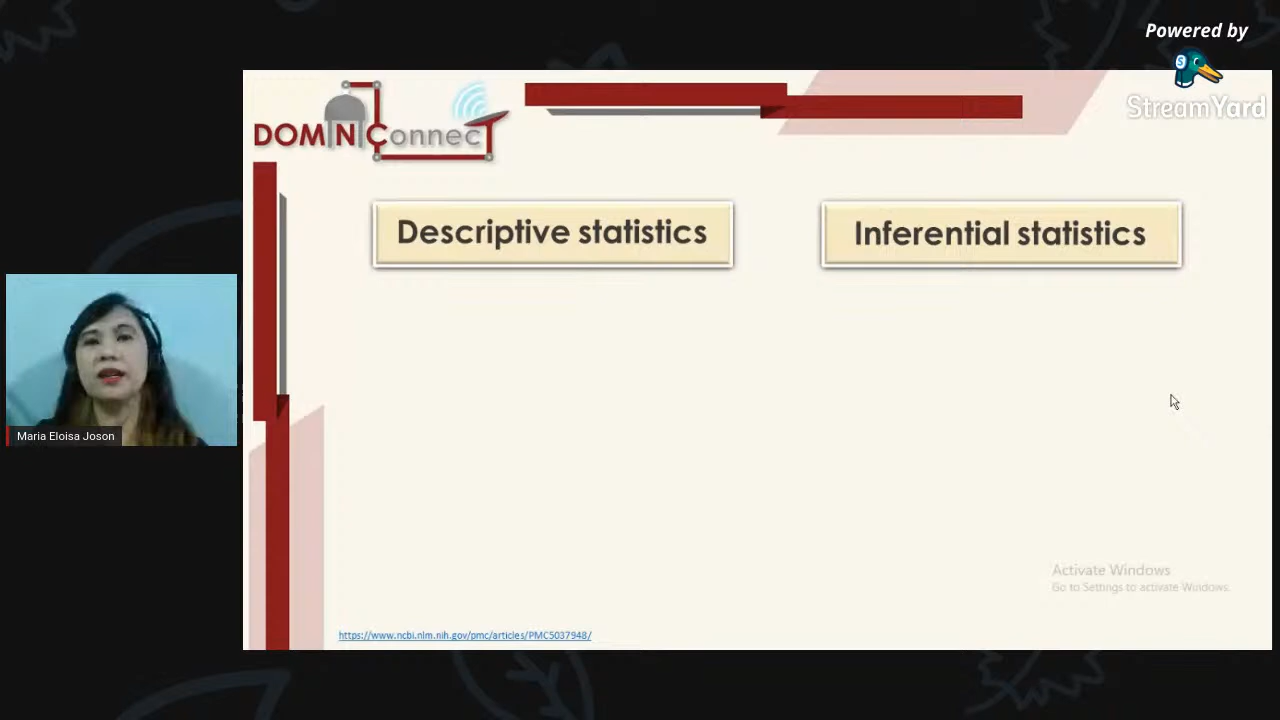 Powered by
StreamYard
DOMINIConnecT
Descriptive statistics
Inferential statistics
Maria Eloisa Joson
Activate Windows
Go to Settings to activate Windows.
https://www.ncbi.nlm.nih.gov/pmc/articles/PMC5037948/